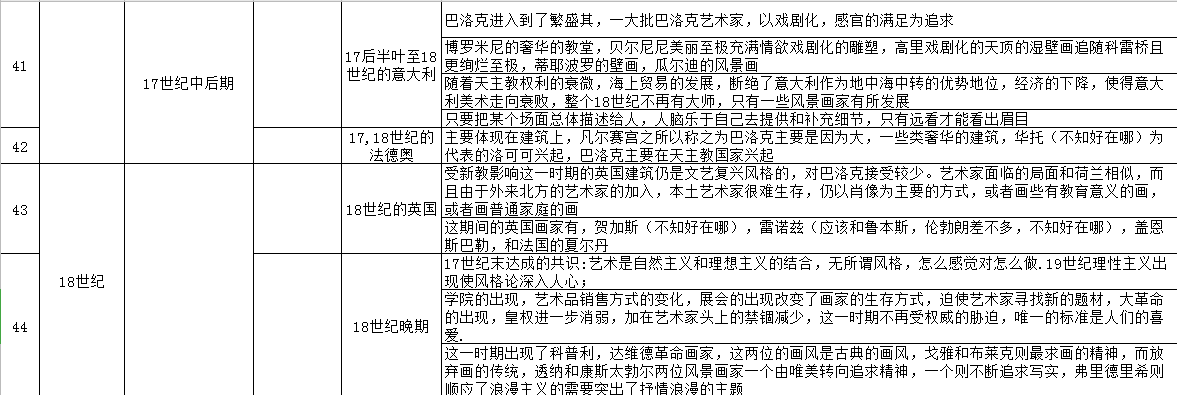 巴洛克进入到了繁盛其，一大批巴洛克艺术家，以戏剧化，感官的满足为追求
41
17世纪中后期
17后半叶至18
世纪的意大利
博罗米尼的奢华的教堂，贝尔尼尼美丽至极充满情欲戏剧化的雕塑，高里戏剧化的天顶的湿壁画追随科雷桥且
更绚烂至极，蒂耶波罗的壁画，瓜尔迪的风景画
随着天主教权利的衰微，海上贸易的发展，断绝了意大利作为地中海中转的优势地位，经济的下降，使得意大
利美术走向衰败，整个18世纪不再有大师，只有一些风景画家有所发展
只要把某个场面总体描述给人，人脑乐于自己去提供和补充细节，只有远看才能看出眉目
42
17,18世纪的
法德奥
主要体现在建筑上，凡尔赛宫之所以称之为巴洛克主要是因为大，一些类奢华的建筑，华托（不知好在哪）为
代表的洛可可兴起，巴洛克主要在天主教国家兴起
43
18世纪的英国
受新教影响这一时期的英国建筑仍是文艺复兴风格的，对巴洛克接受较少。艺术家面临的局面和荷兰相似，而
且由于外来北方的艺术家的加入，本土艺术家很难生存，仍以肖像为主要的方式，或者画些有教育意义的画，
或者画普通家庭的画
这期间的英国画家有，贺加斯（不知好在哪），雷诺兹（应该和鲁本斯，伦勃朗差不多，不知好在哪），盖恩
斯巴勒，和法国的夏尔丹
18世纪
44
18世纪晚期
17世纪末达成的共识:艺术是自然主义和理想主义的结合，无所谓风格，怎么感觉对怎么做.19世纪理性主义出
现使风格论深入人心；
学院的出现，艺术品销售方式的变化，展会的出现改变了画家的生存方式，迫使艺术家寻找新的题材，大革命
的出现，皇权进一步消弱，加在艺术家头上的禁锢减少，这一时期不再受权威的胁迫，唯一的标准是人们的喜
爱.
这一时期出现了科普利，达维德革命画家，这两位的画风是古典的画风，戈雅和布莱克则最求画的精神，而放
弃画的传统，透纳和康斯太勃尔两位风景画家一个由唯美转向追求精神，一个则不断追求写实，弗里德里希则
顺应了浪漫主义的需要突出了抒情浪漫的主题